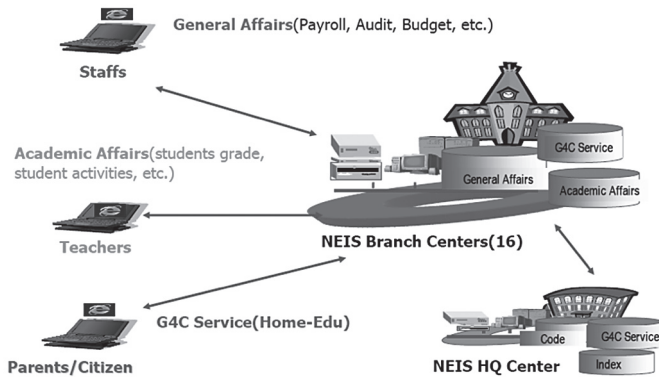 General Affairs(Payroll, Audit, Budget, etc.)
Staffs
G4C Service
Academic Affairs(students grade,
student activities, etc.)
General Affairs
Academic Affairs
Teachers
NEIS Branch Centers(16)
G4C Service(Home-Edu)
Parents/Citizen
NEIS HQ Center
Code
G4C Service
Index